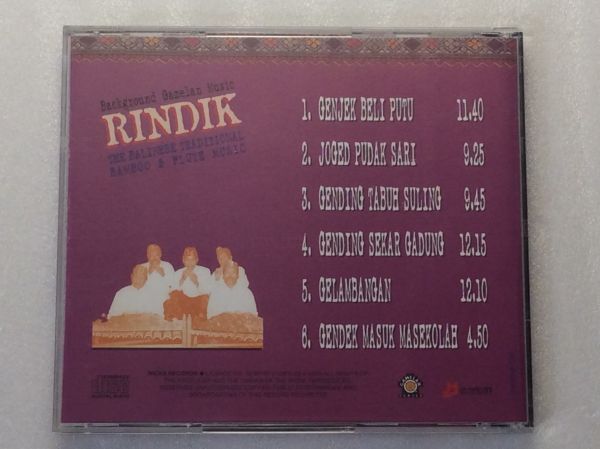 Background Gamelan Music
RINDIK
THE BALINESE TRADITIONAL
BAMBOO & FLUTE MUSIC
1. GENJEK BELI PUTU 11.40
2. JOGED PUDAK SARI 9.25
3. GENDING TABUH SULING 9.45
4. GENDING SEKAR GADUNG 12.15
5. GELAMBANGAN 12.10
6. GENDEK MASUK MASEKOLAH 4.50